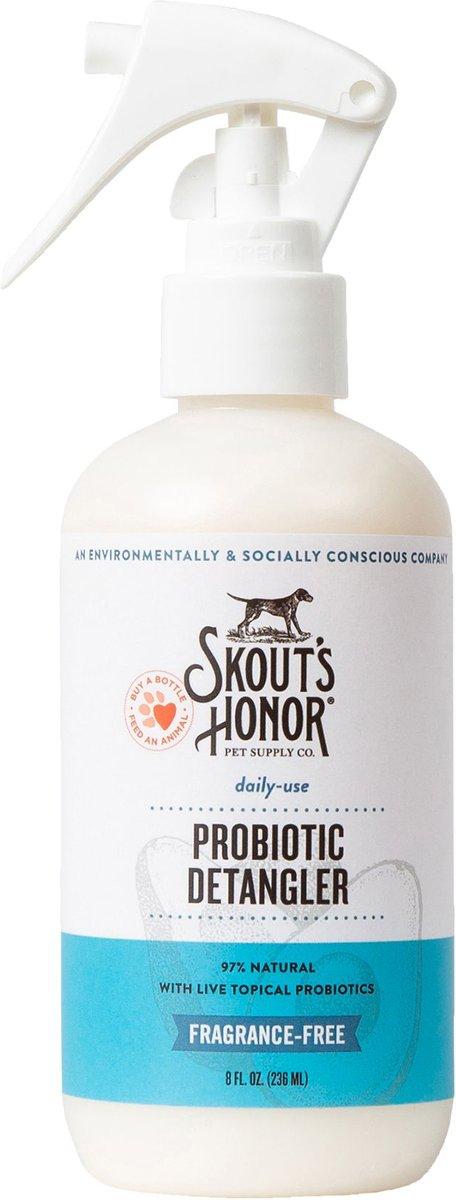 OPEN
AN ENVIRONMENTALLY & SOCIALLY CONSCIOUS COMPANY
SKOUT'S
HONOR®
PET SUPPLY CO.
BUY A BOTTLE
• FEED AN ANIMAL •
daily-use
PROBIOTIC
DETANGLER
97% NATURAL
WITH LIVE TOPICAL PROBIOTICS
FRAGRANCE-FREE
8 FL. OZ. (236 ML)